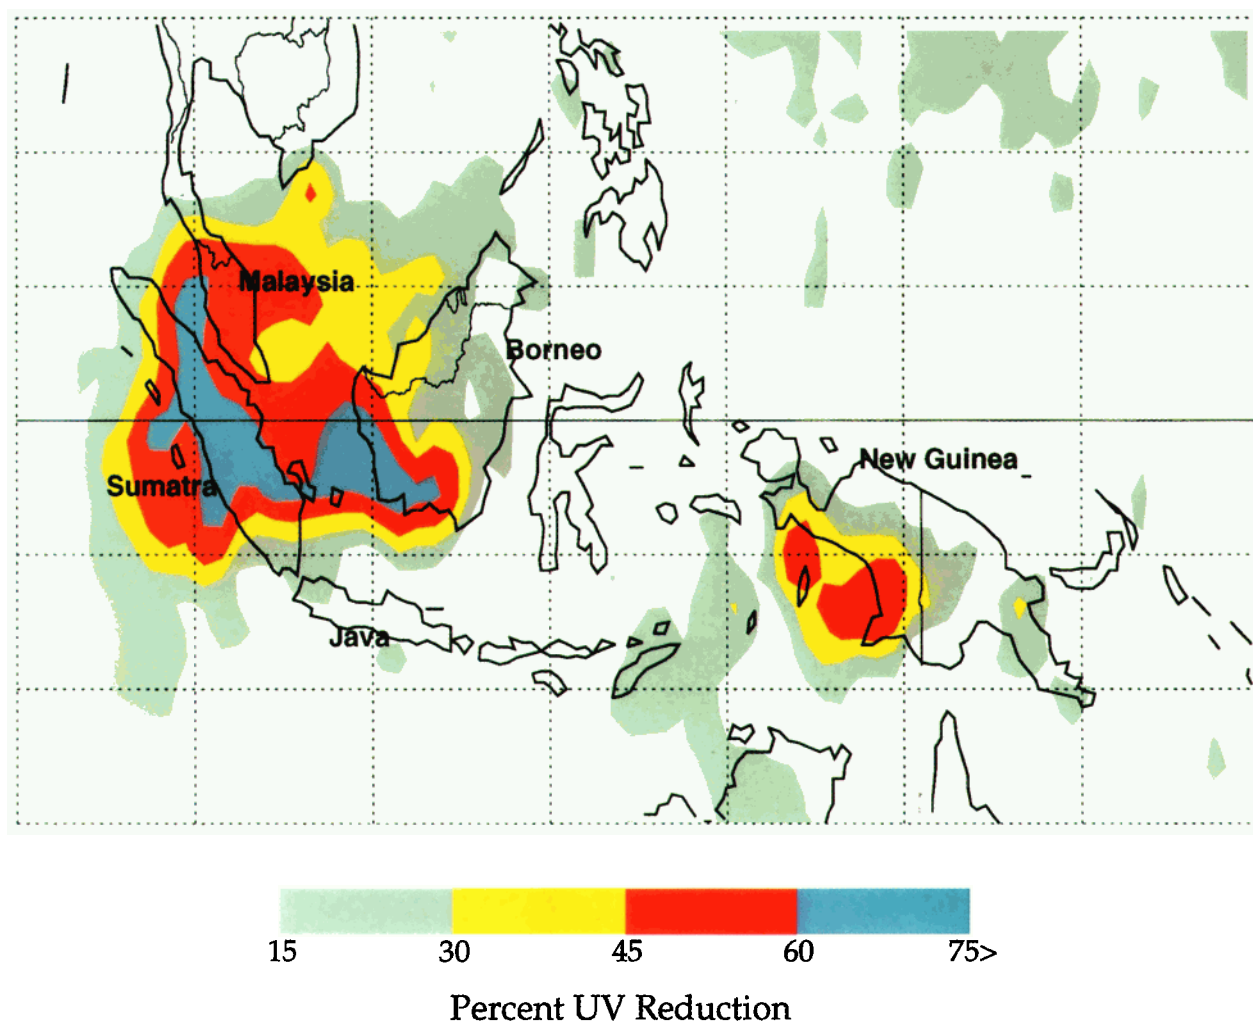 Malaysia
Borneo
New Guinea
Sumatra
Java
15 30 45 60 75>
Percent UV Reduction